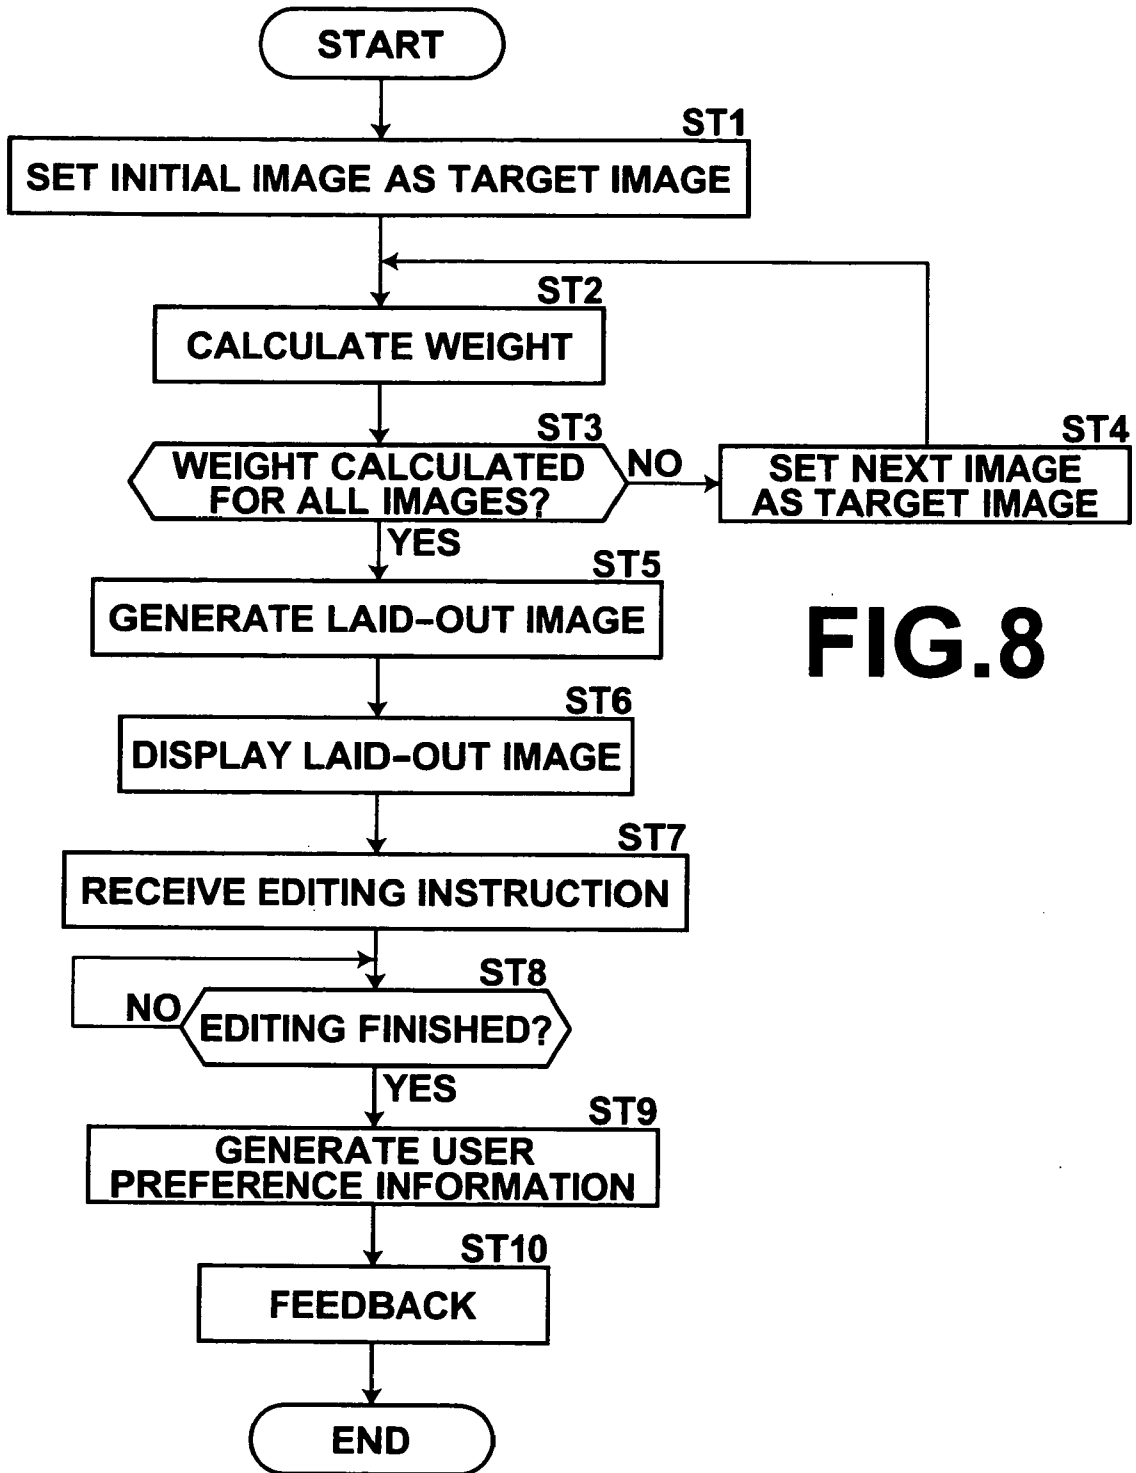 START
ST1
SET INITIAL IMAGE AS TARGET IMAGE
ST2
CALCULATE WEIGHT
ST3
WEIGHT CALCULATED
FOR ALL IMAGES?
NO
ST4
SET NEXT IMAGE
AS TARGET IMAGE
YES
ST5
GENERATE LAID-OUT IMAGE
FIG.8
ST6
DISPLAY LAID-OUT IMAGE
ST7
RECEIVE EDITING INSTRUCTION
ST8
NO
EDITING FINISHED?
YES
ST9
GENERATE USER
PREFERENCE INFORMATION
ST10
FEEDBACK
END